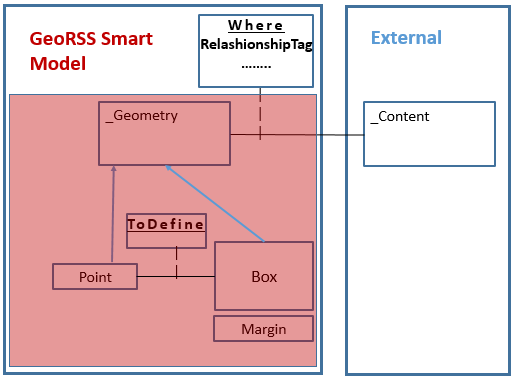 GeoRSS Smart
Model
Where
RelashionshipTag
........
External
_Geometry
_Content
ToDefine
Point
Box
Margin